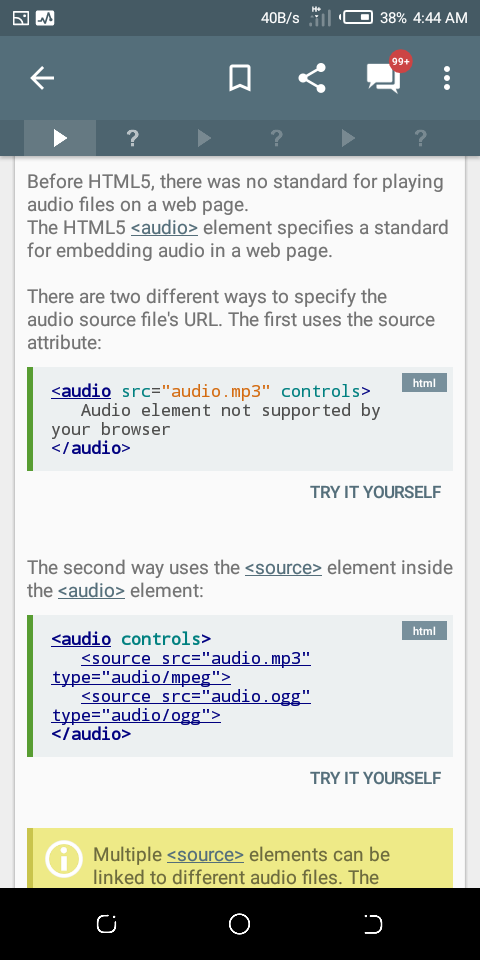 40B/s H+ 38% 4:44 AM
99+
? ? ?
Before HTML5, there was no standard for playing
audio files on a web page.
The HTML5 <audio> element specifies a standard
for embedding audio in a web page.
There are two different ways to specify the
audio source file's URL. The first uses the source
attribute:
html
<audio src="audio.mp3" controls>
Audio element not supported by
your browser
</audio>
TRY IT YOURSELF
The second way uses the <source> element inside
the <audio> element:
html
<audio controls>
<source src="audio.mp3"
type="audio/mpeg">
<source src="audio.ogg"
type="audio/ogg">
</audio>
TRY IT YOURSELF
Multiple <source> elements can be
linked to different audio files. The